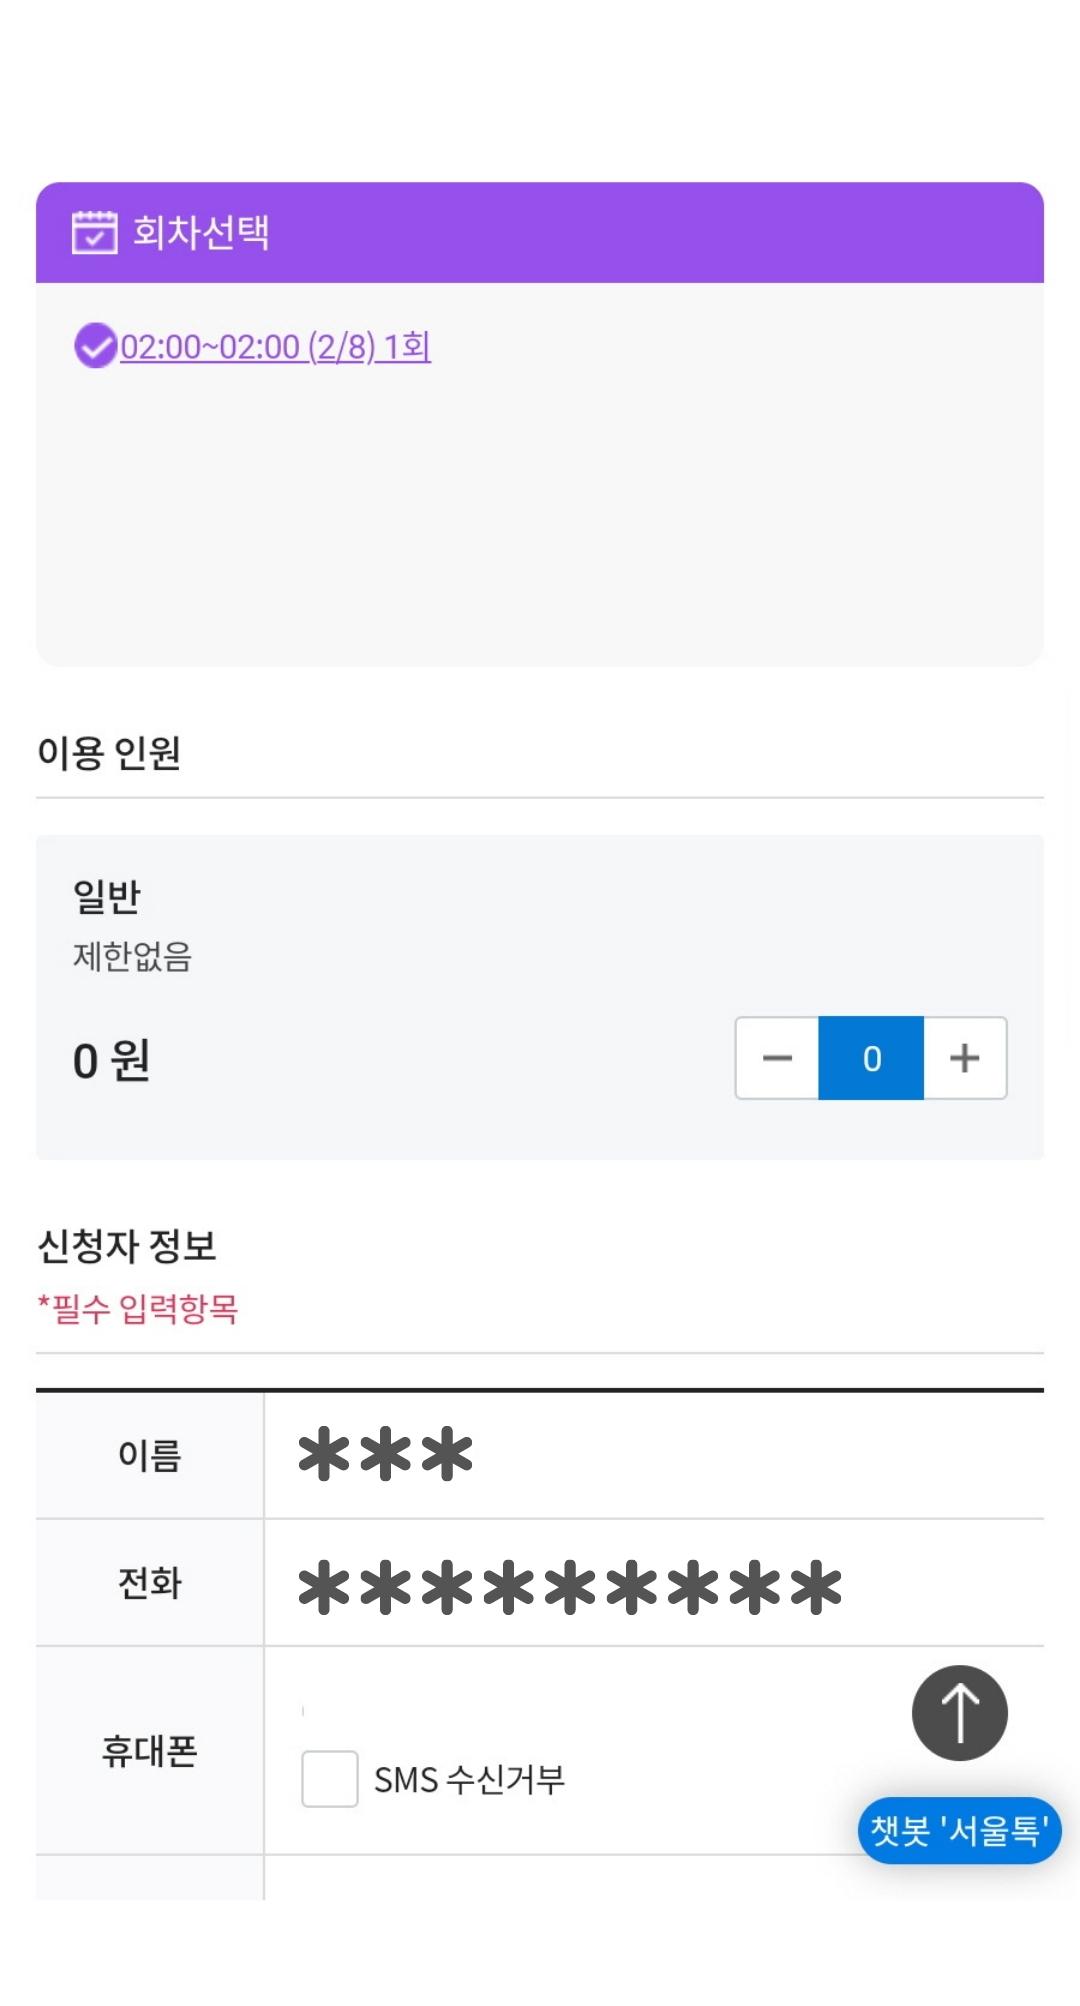 회차선택
02:00~02:00 (2/8) 1회
이용 인원
일반
제한없음
0 원
0
신청자 정보
*필수 입력항목
이름 ***
전화 *********
휴대폰
SMS 수신거부
챗봇 '서울톡'